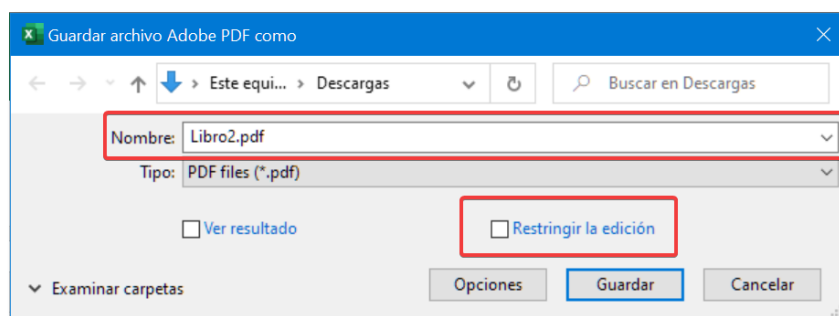 Guardar archivo Adobe PDF como
Este equi... > Descargas
Buscar en Descargas
Nombre: Libro2.pdf
Tipo: PDF files (*.pdf)
Ver resultado
Restringir la edición
Examinar carpetas
Opciones
Guardar
Cancelar